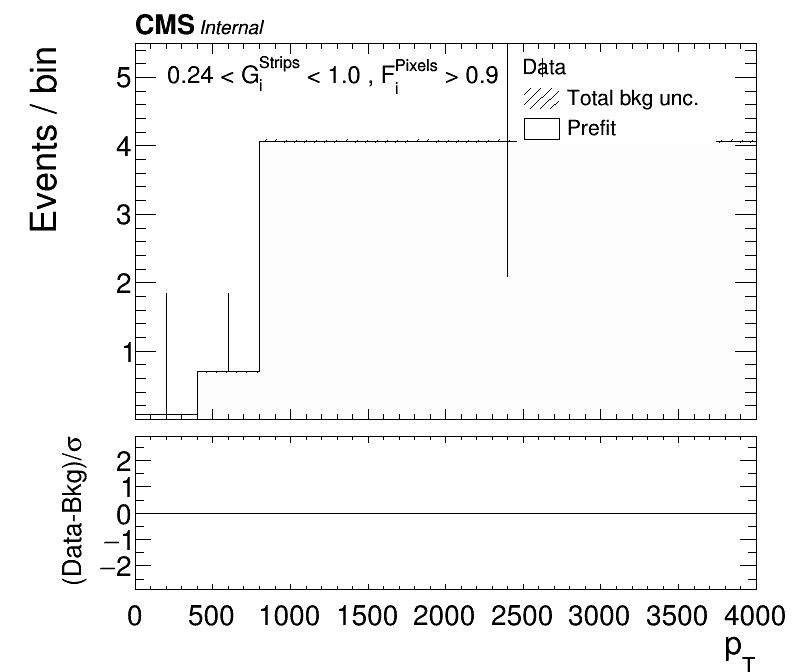 CMS Internal
Events / bin
0.24 < G_i^Strips < 1.0 , F_i^Pixels > 0.9
Data
Total bkg unc.
Prefit
5
4
3
2
1
(Data-Bkg)/σ
2
1
0
−1
−2
0 500 1000 1500 2000 2500 3000 3500 4000
p_T